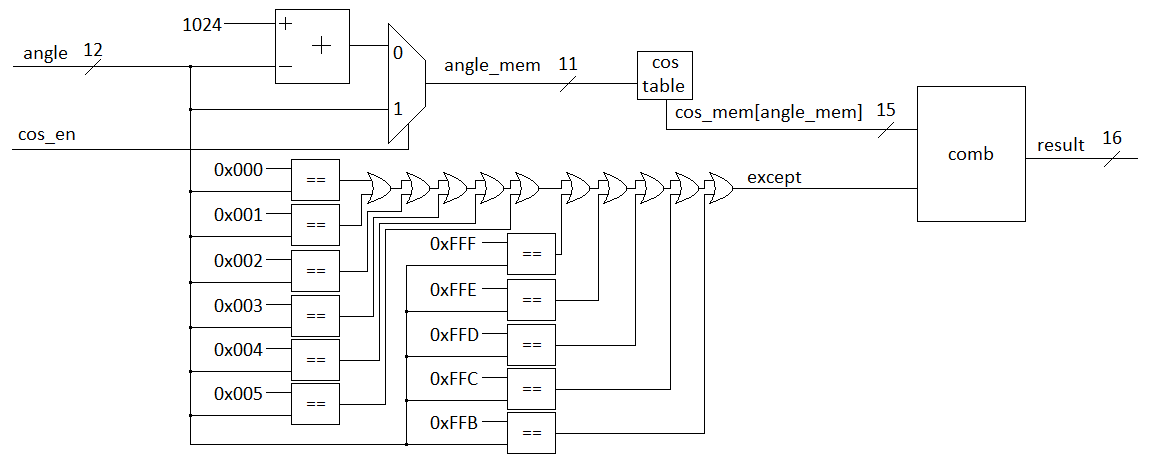 1024
+
+
−
angle
12
0
angle_mem
11
cos
table
1
cos_mem[angle_mem]
15
cos_en
comb
result
16
0x000
==
except
0x001
==
0xFFF
==
0x002
==
0xFFE
==
0x003
==
0xFFD
==
0x004
==
0xFFC
==
0x005
==
0xFFB
==